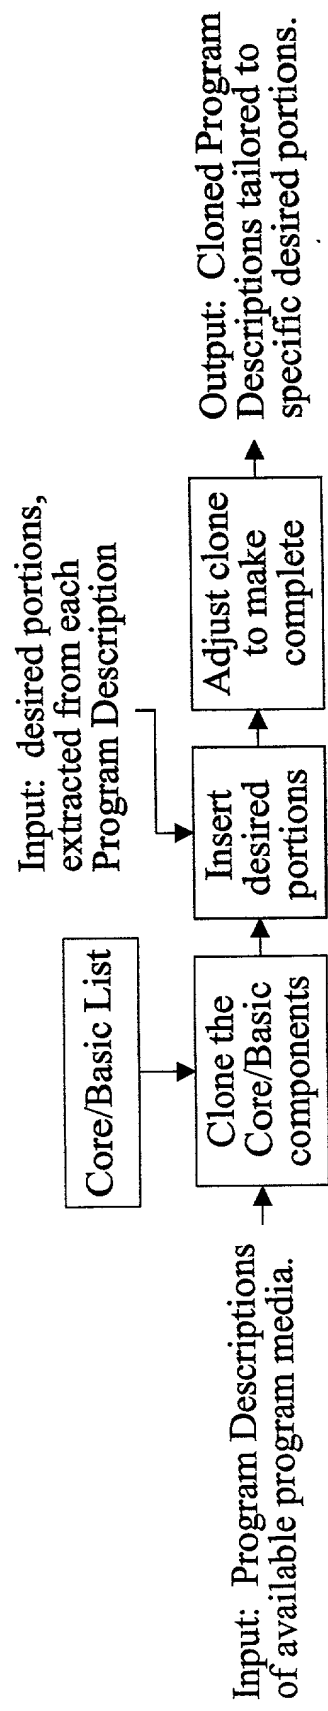 Input: Program Descriptions
of available program media.
Core/Basic List
Clone the
Core/Basic
components
Input: desired portions,
extracted from each
Program Description
Insert
desired
portions
Adjust clone
to make
complete
Output: Cloned Program
Descriptions tailored to
specific desired portions.